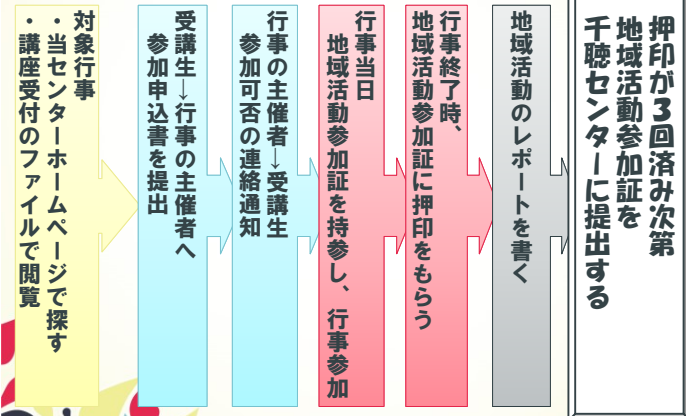 対象行事
・当センターホームページで探す
・講座受付のファイルで閲覧
受講生↓行事の主催者へ
参加申込書を提出
行事の主催者↓受講生
参加可否の連絡通知
行事当日
地域活動参加証を持参し、行事参加
行事終了時、
地域活動参加証に押印をもらう
地域活動のレポートを書く
押印が3回済み次第
地域活動参加証を
千聴センターに提出する